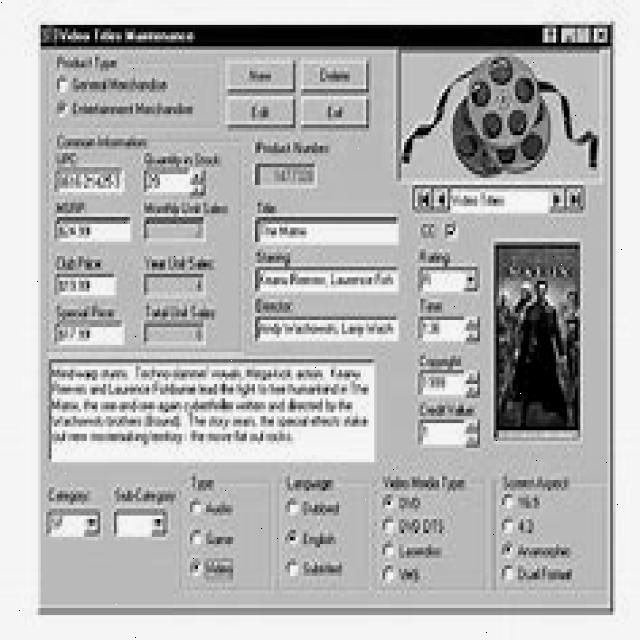 Video Titles Maintenance
Product Type
General Merchandise
Entertainment Merchandise
New
Delete
Edit
Exit
Common Information
UPC:
Quantity in Stock:
Product Number:
MSRP:
Monthly Unit Sales:
Title:
The Matrix
Video Titles
CC
Club Price:
Year Unit Sales:
Starring:
Keanu Reeves, Laurence Fish
Rating:
R
Special Price:
Total Unit Sales:
Director:
Andy Wachowski, Larry Wach
Time:
Copyright:
1999
Credit Value:
Mind-warp stunts. Techno-slammin' visuals. Mega-kick action. Keanu
Reeves and Laurence Fishburne lead the fight to free humankind in The
Matrix, the see and see again cyberthriller written and directed by the
Wachowski brothers (Bound). The story sears, the special effects stake
out new moviemaking territory - the movie flat out rocks.
Category:
Sub-Category:
Type
Audio
Game
Video
Language:
Dubbed
English
Subtitled
Video Media Type:
DVD
DVD DTS
Laserdisc
VHS
Screen Aspect
16:9
4:3
Anamorphic
Dual Format